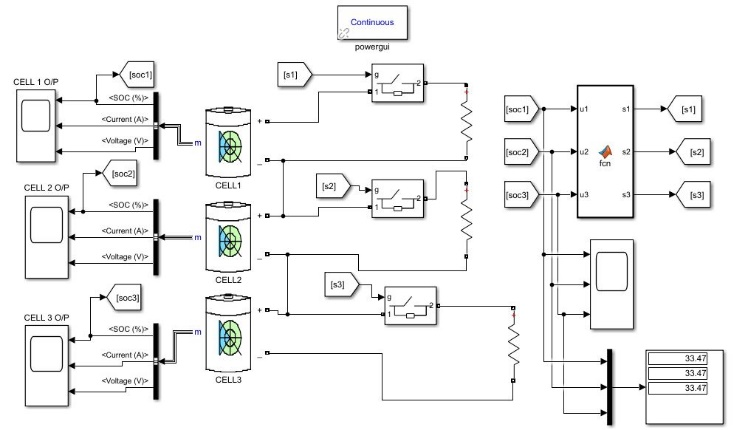 Continuous
powergui
CELL 1 O/P
[soc1]
<SOC (%)>
<Current (A)>
<Voltage (V)>
m
+
_
CELL1
[s1]
g
1
2
+
CELL 2 O/P
[soc2]
<SOC (%)>
<Current (A)>
<Voltage (V)>
m
+
_
CELL2
[s2]
g
1
2
+
CELL 3 O/P
[soc3]
<SOC (%)>
<Current (A)>
<Voltage (V)>
m
+
_
CELL3
[s3]
g
1
2
+
[soc1]
[soc2]
[soc3]
u1
u2
u3
fcn
s1
s2
s3
[s1]
[s2]
[s3]
33.47
33.47
33.47